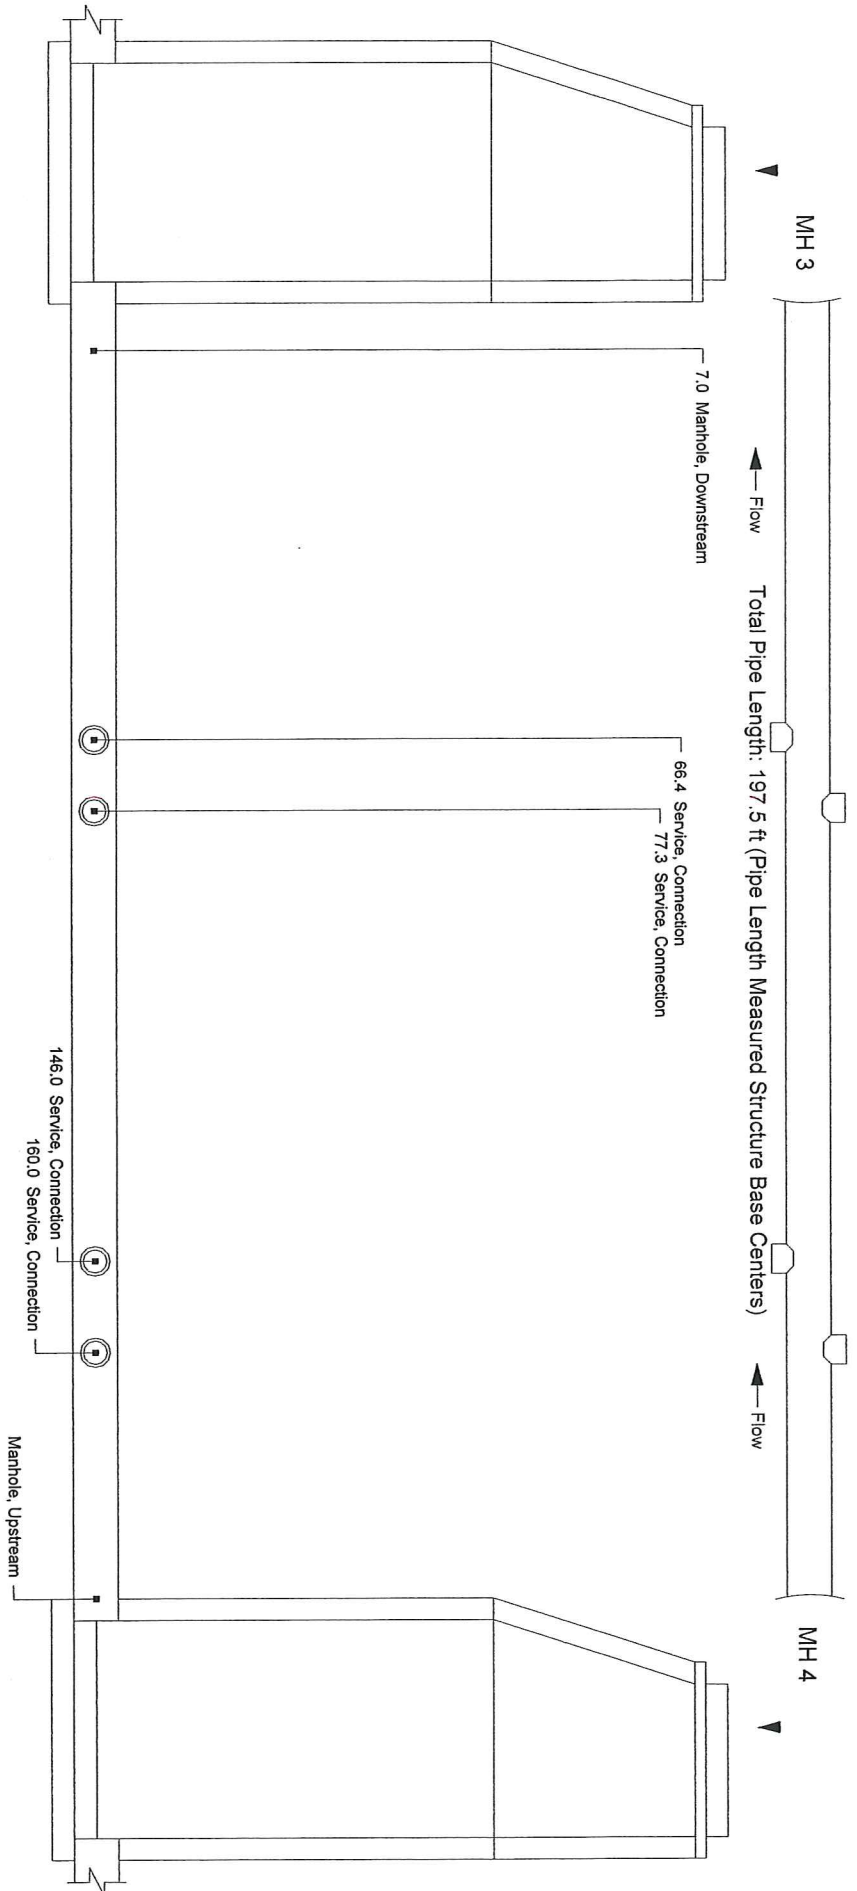 MH 3
MH 4
Flow
Total Pipe Length: 197.5 ft (Pipe Length Measured Structure Base Centers)
Flow
7.0 Manhole, Downstream
66.4 Service, Connection
77.3 Service, Connection
146.0 Service, Connection
160.0 Service, Connection
Manhole, Upstream